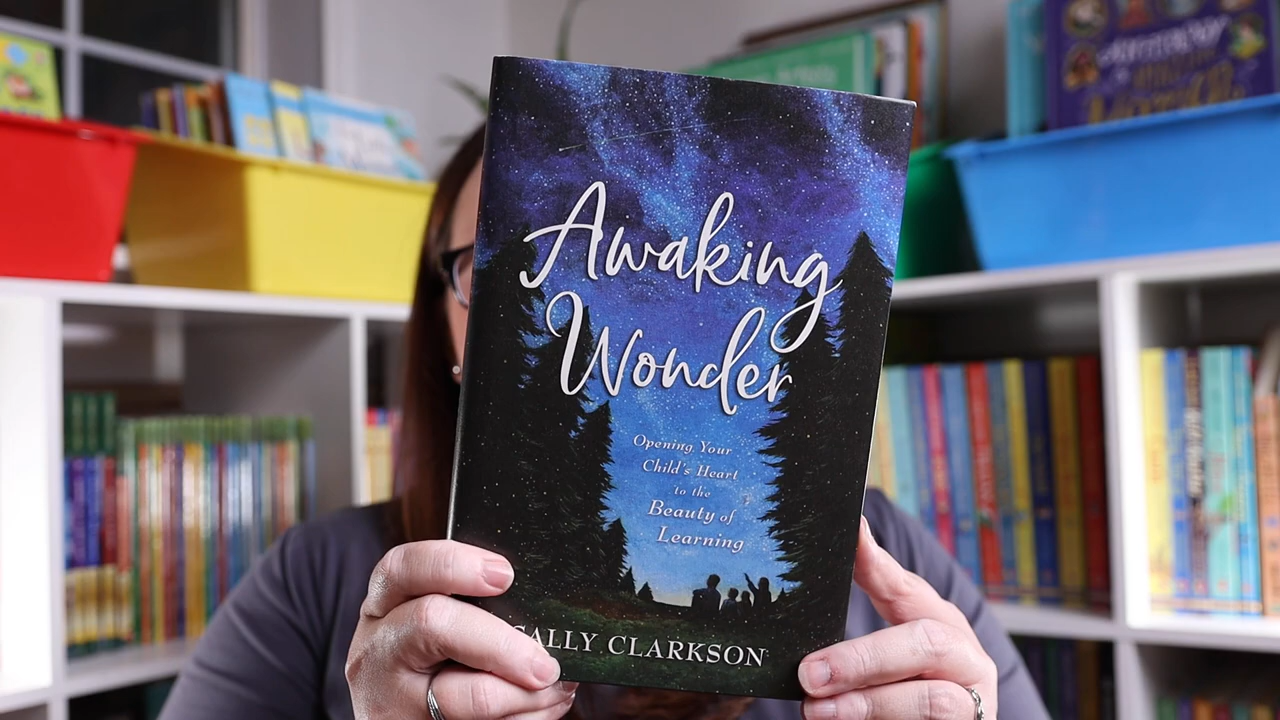 Awaking
Wonder
Opening Your
Child's Heart
to the
Beauty of
Learning
SALLY CLARKSON